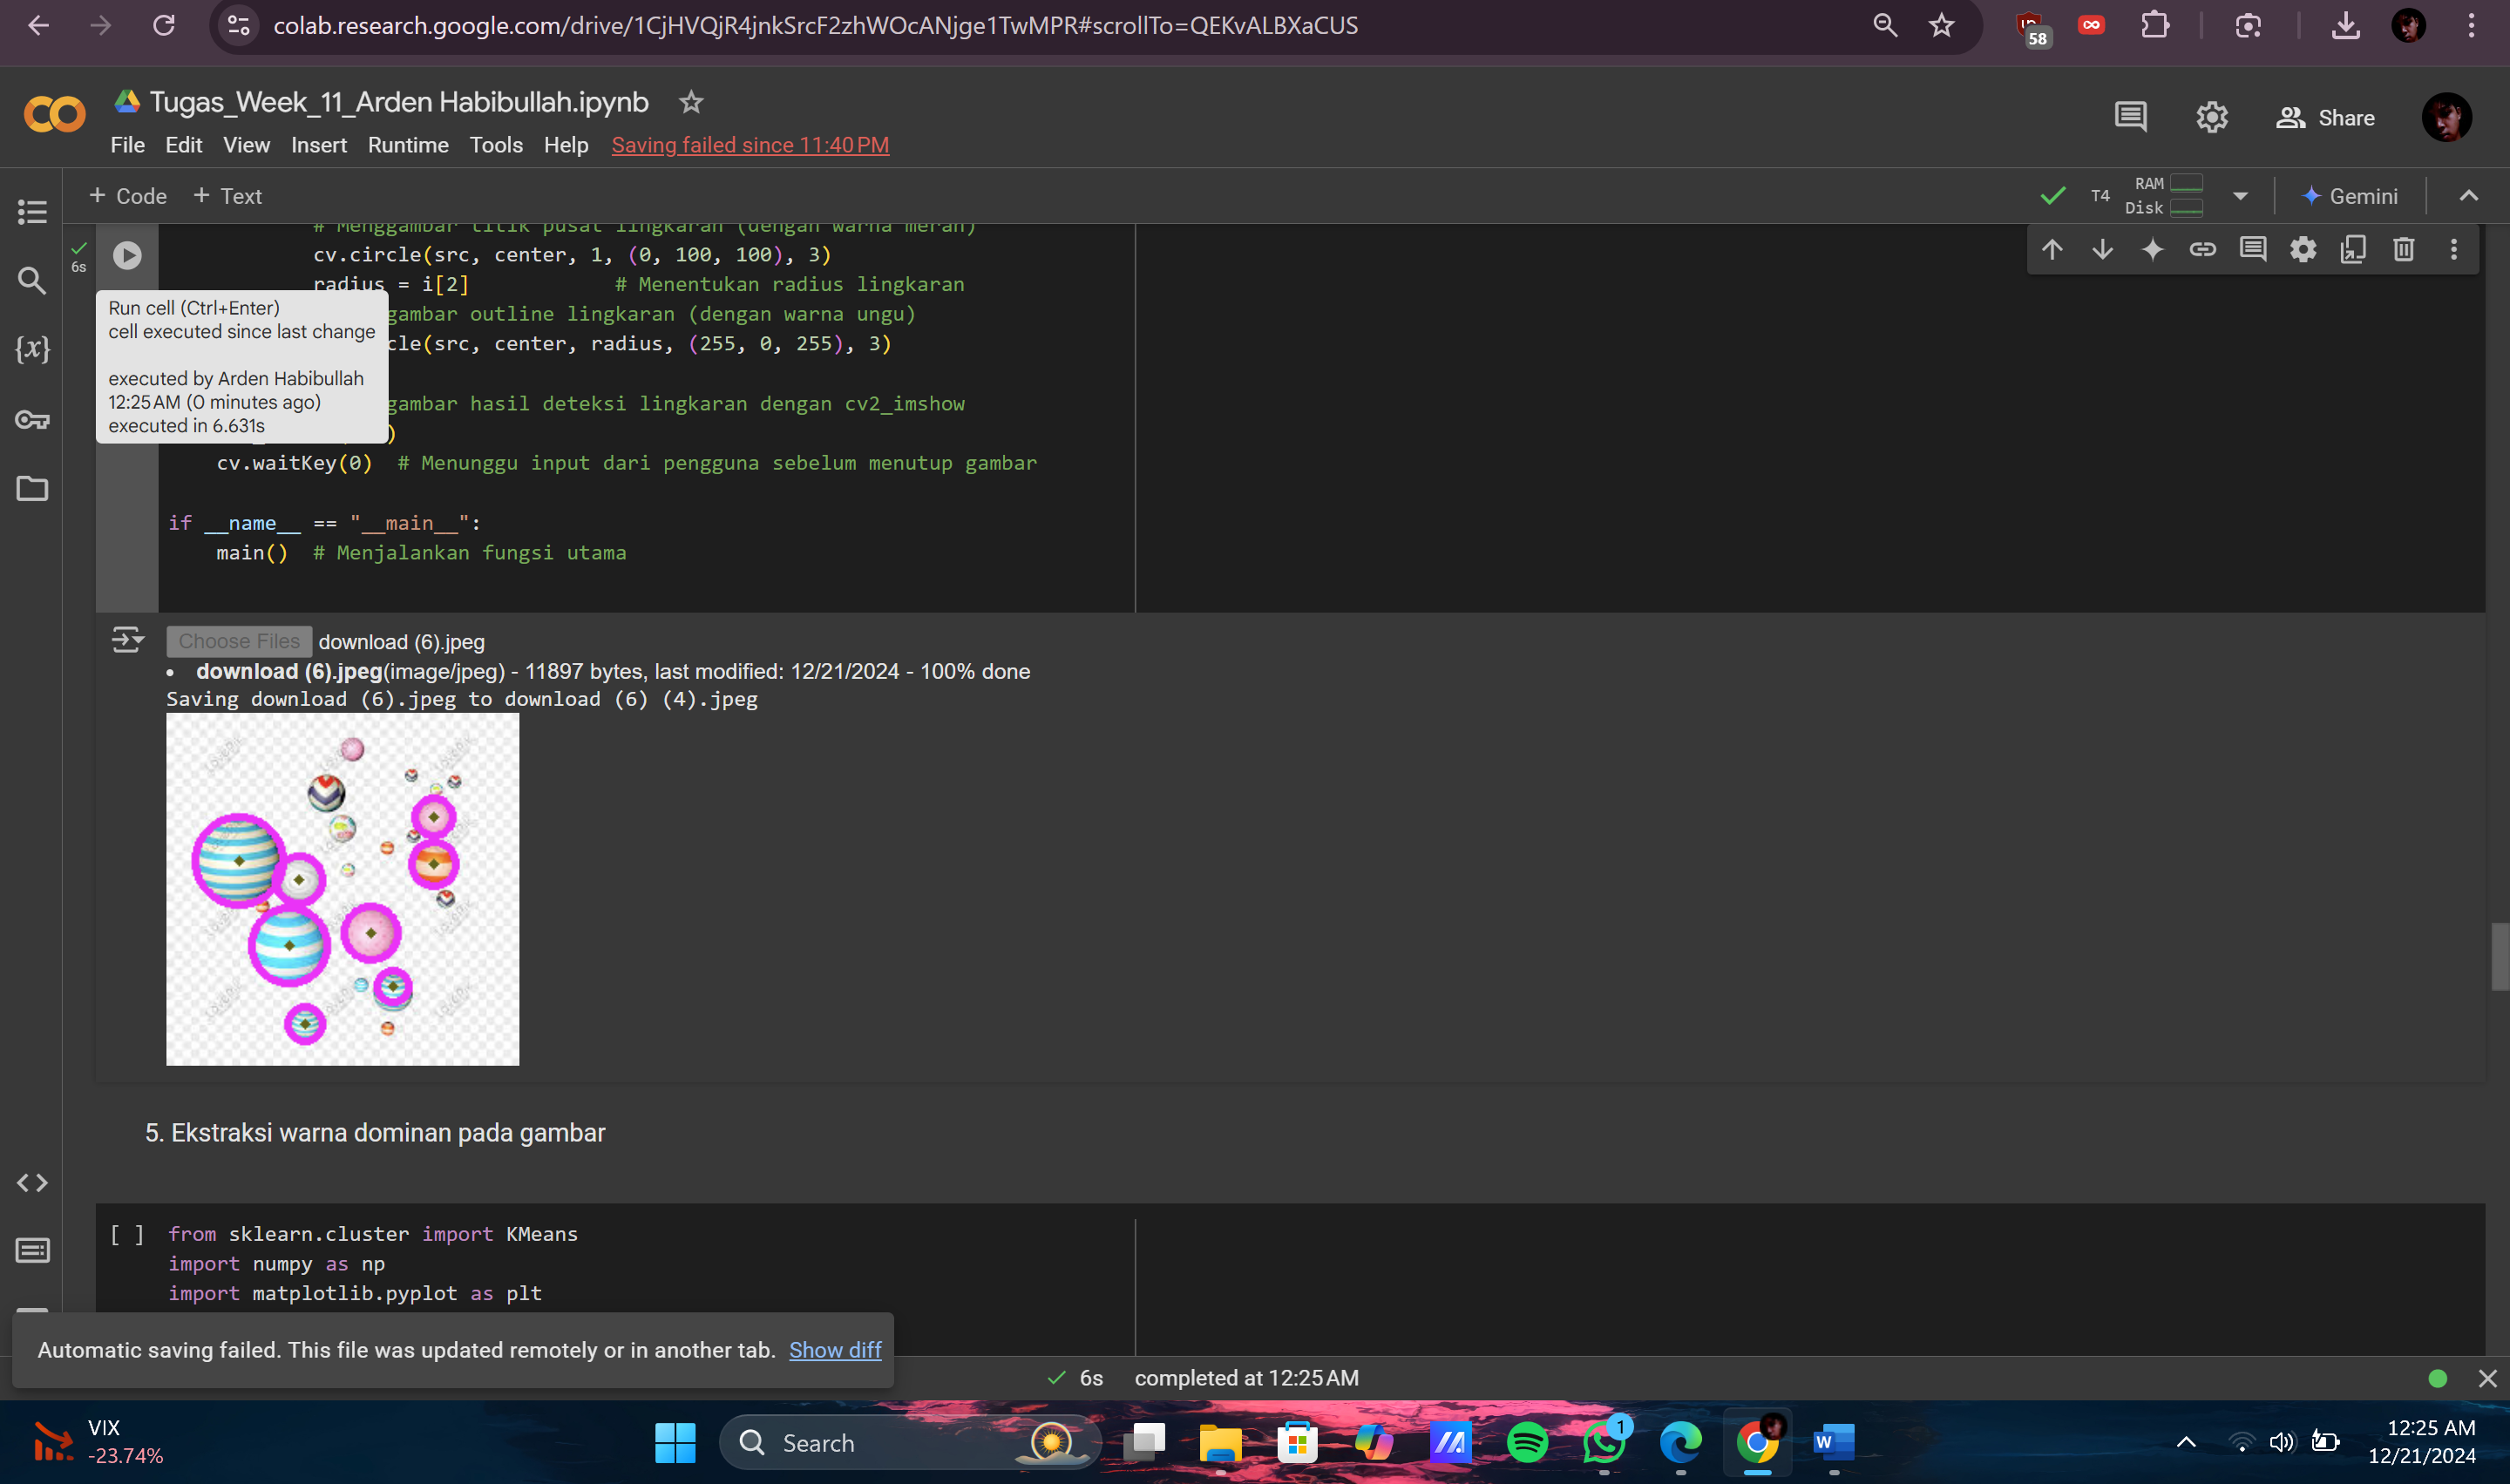 colab.research.google.com/drive/1CjHVQjR4jnkSrcF2zhWOcANjge1TwMPR#scrollTo=QEKvALBXaCUS
58
Tugas_Week_11_Arden Habibullah.ipynb
File Edit View Insert Runtime Tools Help Saving failed since 11:40 PM
Share
+ Code + Text
T4 RAM Disk
Gemini
# Menggambar titik pusat lingkaran (dengan warna merah)
6s
cv.circle(src, center, 1, (0, 100, 100), 3)
radius = i[2] # Menentukan radius lingkaran
gambar outline lingkaran (dengan warna ungu)
cle(src, center, radius, (255, 0, 255), 3)
gambar hasil deteksi lingkaran dengan cv2_imshow
)
Run cell (Ctrl+Enter)
cell executed since last change
executed by Arden Habibullah
12:25 AM (0 minutes ago)
executed in 6.631s
cv.waitKey(0) # Menunggu input dari pengguna sebelum menutup gambar
if __name__ == "__main__":
main() # Menjalankan fungsi utama
Choose Files download (6).jpeg
• download (6).jpeg(image/jpeg) - 11897 bytes, last modified: 12/21/2024 - 100% done
Saving download (6).jpeg to download (6) (4).jpeg
5. Ekstraksi warna dominan pada gambar
[ ] from sklearn.cluster import KMeans
import numpy as np
import matplotlib.pyplot as plt
Automatic saving failed. This file was updated remotely or in another tab. Show diff
6s completed at 12:25 AM
VIX
-23.74%
Search
1
W
12:25 AM
12/21/2024